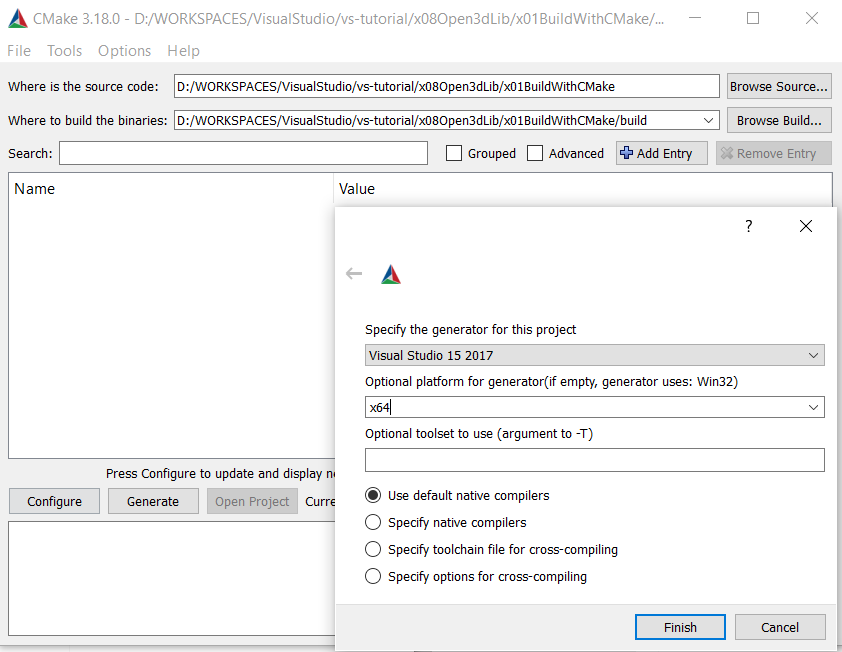 CMake 3.18.0 - D:/WORKSPACES/VisualStudio/vs-tutorial/x08Open3dLib/x01BuildWithCMake/...
File Tools Options Help
Where is the source code: D:/WORKSPACES/VisualStudio/vs-tutorial/x08Open3dLib/x01BuildWithCMake Browse Source...
Where to build the binaries: D:/WORKSPACES/VisualStudio/vs-tutorial/x08Open3dLib/x01BuildWithCMake/build Browse Build...
Search: Grouped Advanced Add Entry Remove Entry
Name Value
?
Specify the generator for this project
Visual Studio 15 2017
Optional platform for generator(if empty, generator uses: Win32)
x64
Optional toolset to use (argument to -T)
Use default native compilers
Specify native compilers
Specify toolchain file for cross-compiling
Specify options for cross-compiling
Finish Cancel
Press Configure to update and display
Configure Generate Open Project